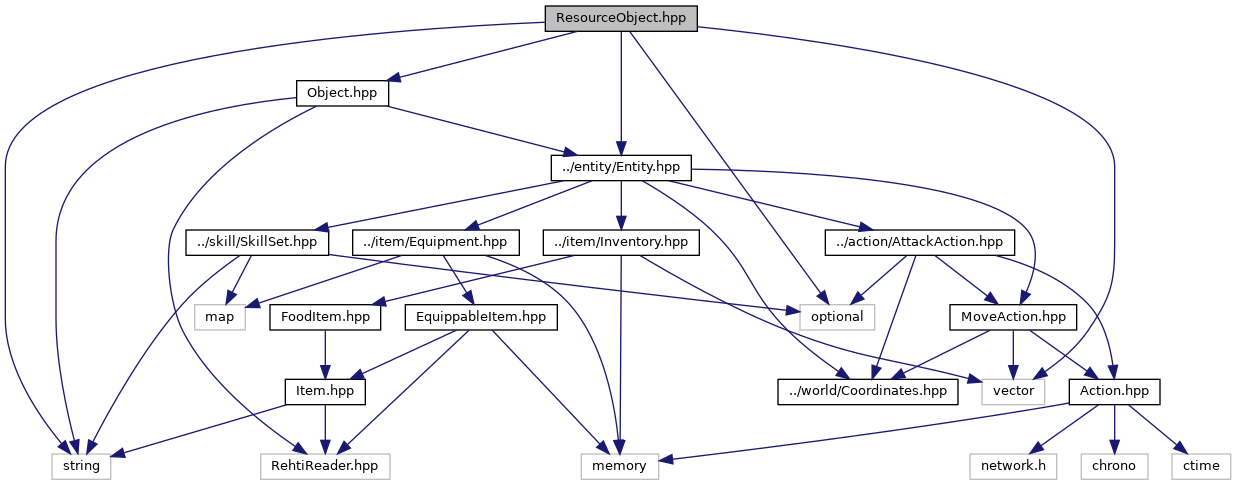 ResourceObject.hpp
Object.hpp
../entity/Entity.hpp
../skill/SkillSet.hpp
../item/Equipment.hpp
../item/Inventory.hpp
../action/AttackAction.hpp
map
FoodItem.hpp
EquippableItem.hpp
optional
MoveAction.hpp
Item.hpp
../world/Coordinates.hpp
vector
Action.hpp
string
RehtiReader.hpp
memory
network.h
chrono
ctime